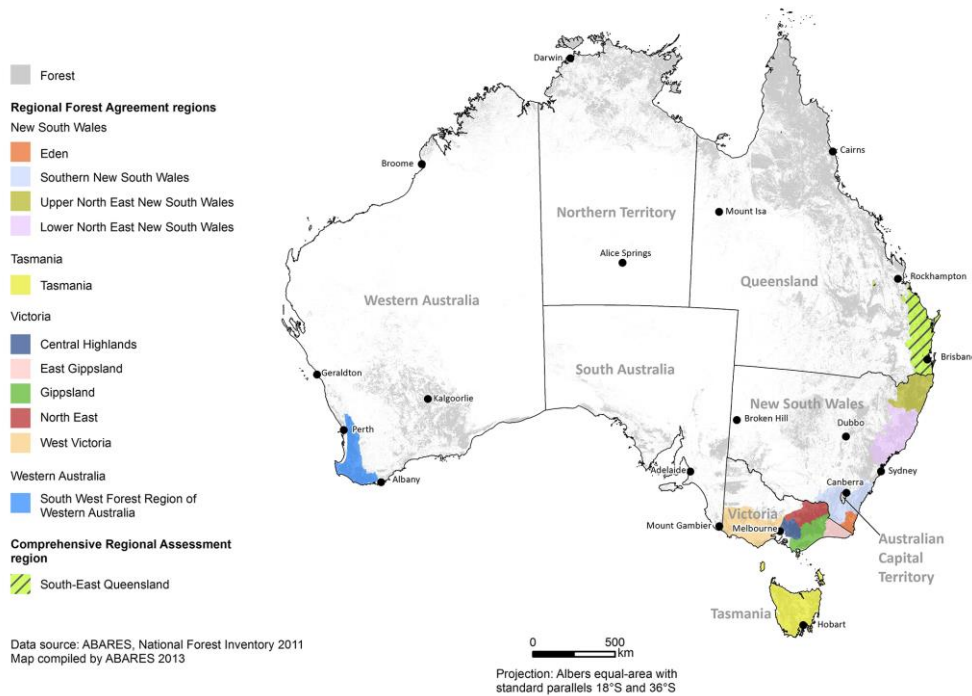 Forest
Regional Forest Agreement regions
New South Wales
Eden
Southern New South Wales
Upper North East New South Wales
Lower North East New South Wales
Tasmania
Tasmania
Victoria
Central Highlands
East Gippsland
Gippsland
North East
West Victoria
Western Australia
South West Forest Region of
Western Australia
Comprehensive Regional Assessment
region
South-East Queensland
Data source: ABARES, National Forest Inventory 2011
Map compiled by ABARES 2013
Darwin
Broome
Cairns
Mount Isa
Northern Territory
Alice Springs
Rockhampton
Queensland
Western Australia
Brisbane
South Australia
Geraldton
Kalgoorlie
New South Wales
Broken Hill
Dubbo
Perth
Adelaide
Sydney
Albany
Canberra
Victoria
Mount Gambier
Melbourne
Australian
Capital
Territory
Tasmania
Hobart
0 500
km
Projection: Albers equal-area with
standard parallels 18°S and 36°S